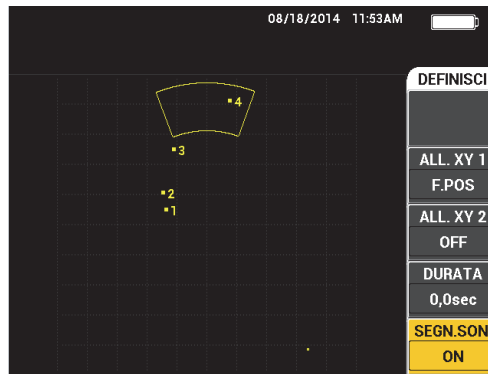 08/18/2014 11:53AM
DEFINISCI
4
ALL. XY 1
3
F.POS
2
1
ALL. XY 2
OFF
DURATA
0,0sec
SEGN.SON
ON